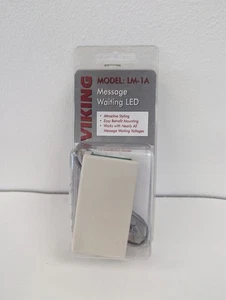 VIKING
MODEL: LM-1A
Message
Waiting LED
• Attractive Styling
• Easy Retrofit Mounting
• Works with Nearly All
Message Waiting Voltages